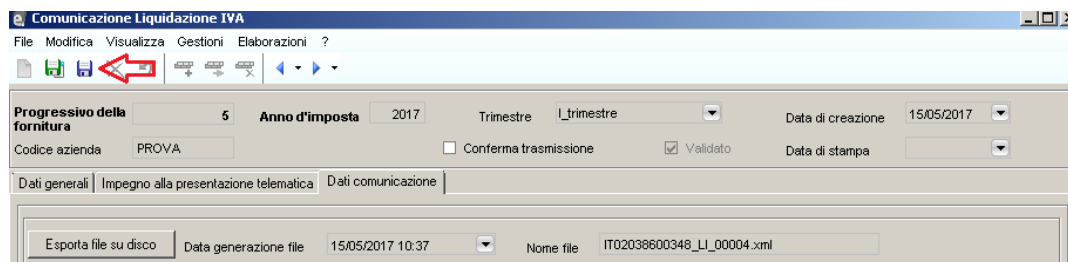 Comunicazione Liquidazione IVA
File Modifica Visualizza Gestioni Elaborazioni ?
Progressivo della fornitura 5 Anno d'imposta 2017 Trimestre I_trimestre Data di creazione 15/05/2017
Codice azienda PROVA Conferma trasmissione Validato Data di stampa
Dati generali Impegno alla presentazione telematica Dati comunicazione
Esporta file su disco Data generazione file 15/05/2017 10:37 Nome file IT02038600348_LI_00004.xml